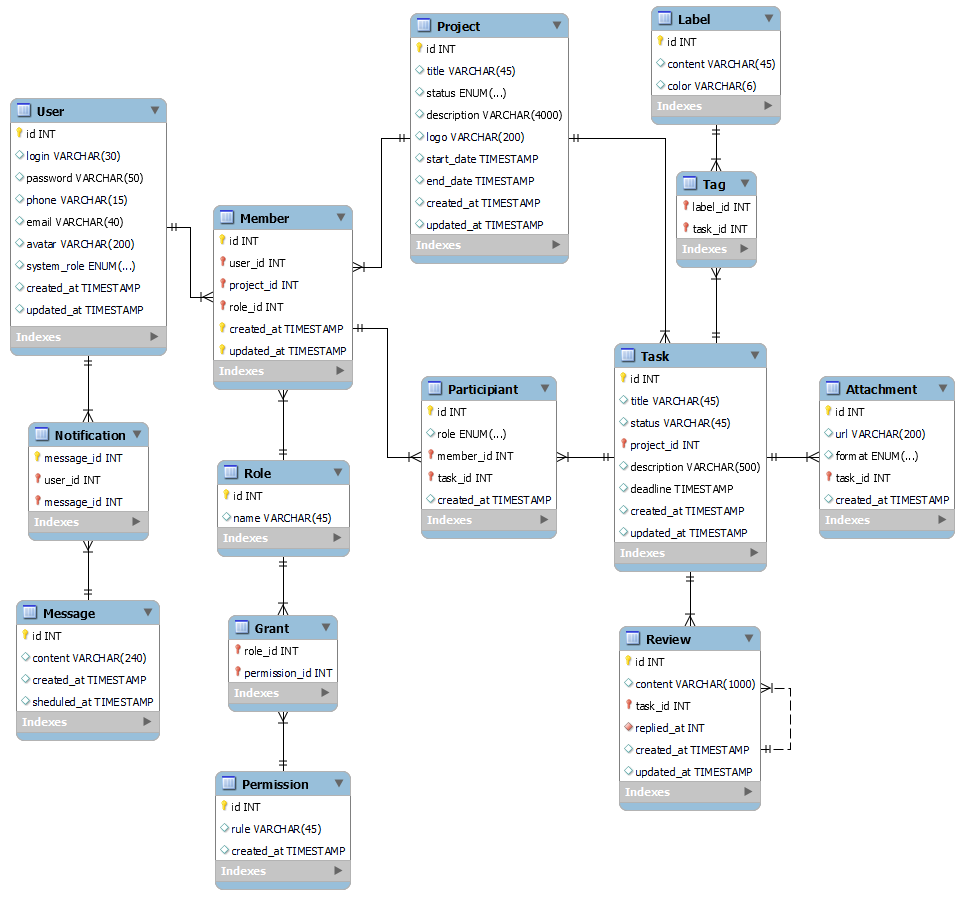 Project
id INT
title VARCHAR(45)
status ENUM(...)
description VARCHAR(4000)
logo VARCHAR(200)
start_date TIMESTAMP
end_date TIMESTAMP
created_at TIMESTAMP
updated_at TIMESTAMP
Indexes
Label
id INT
content VARCHAR(45)
color VARCHAR(6)
Indexes
User
id INT
login VARCHAR(30)
password VARCHAR(50)
phone VARCHAR(15)
email VARCHAR(40)
avatar VARCHAR(200)
system_role ENUM(...)
created_at TIMESTAMP
updated_at TIMESTAMP
Indexes
Member
id INT
user_id INT
project_id INT
role_id INT
created_at TIMESTAMP
updated_at TIMESTAMP
Indexes
Tag
label_id INT
task_id INT
Indexes
Task
id INT
title VARCHAR(45)
status VARCHAR(45)
project_id INT
description VARCHAR(500)
deadline TIMESTAMP
created_at TIMESTAMP
updated_at TIMESTAMP
Indexes
Participiant
id INT
role ENUM(...)
member_id INT
task_id INT
created_at TIMESTAMP
Indexes
Attachment
id INT
url VARCHAR(200)
format ENUM(...)
task_id INT
created_at TIMESTAMP
Indexes
Notification
message_id INT
user_id INT
message_id INT
Indexes
Role
id INT
name VARCHAR(45)
Indexes
Message
id INT
content VARCHAR(240)
created_at TIMESTAMP
sheduled_at TIMESTAMP
Indexes
Grant
role_id INT
permission_id INT
Indexes
Review
id INT
content VARCHAR(1000)
task_id INT
replied_at INT
created_at TIMESTAMP
updated_at TIMESTAMP
Indexes
Permission
id INT
rule VARCHAR(45)
created_at TIMESTAMP
Indexes